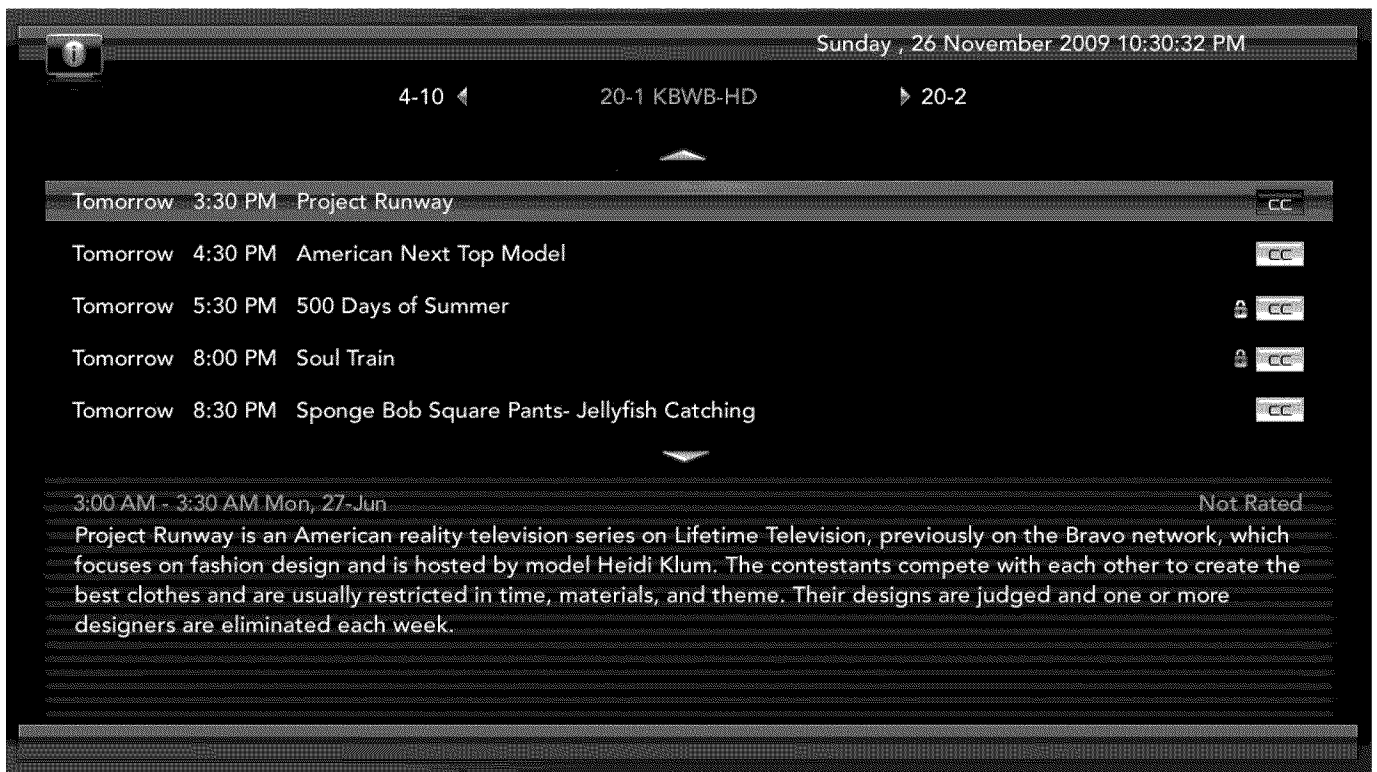 Sunday , 26 November 2009 10:30:32 PM
4-10 20-1 KBWB-HD 20-2
Tomorrow 3:30 PM Project Runway CC
Tomorrow 4:30 PM American Next Top Model CC
Tomorrow 5:30 PM 500 Days of Summer CC
Tomorrow 8:00 PM Soul Train CC
Tomorrow 8:30 PM Sponge Bob Square Pants- Jellyfish Catching CC
3:00 AM - 3:30 AM Mon, 27-Jun Not Rated
Project Runway is an American reality television series on Lifetime Television, previously on the Bravo network, which
focuses on fashion design and is hosted by model Heidi Klum. The contestants compete with each other to create the
best clothes and are usually restricted in time, materials, and theme. Their designs are judged and one or more
designers are eliminated each week.